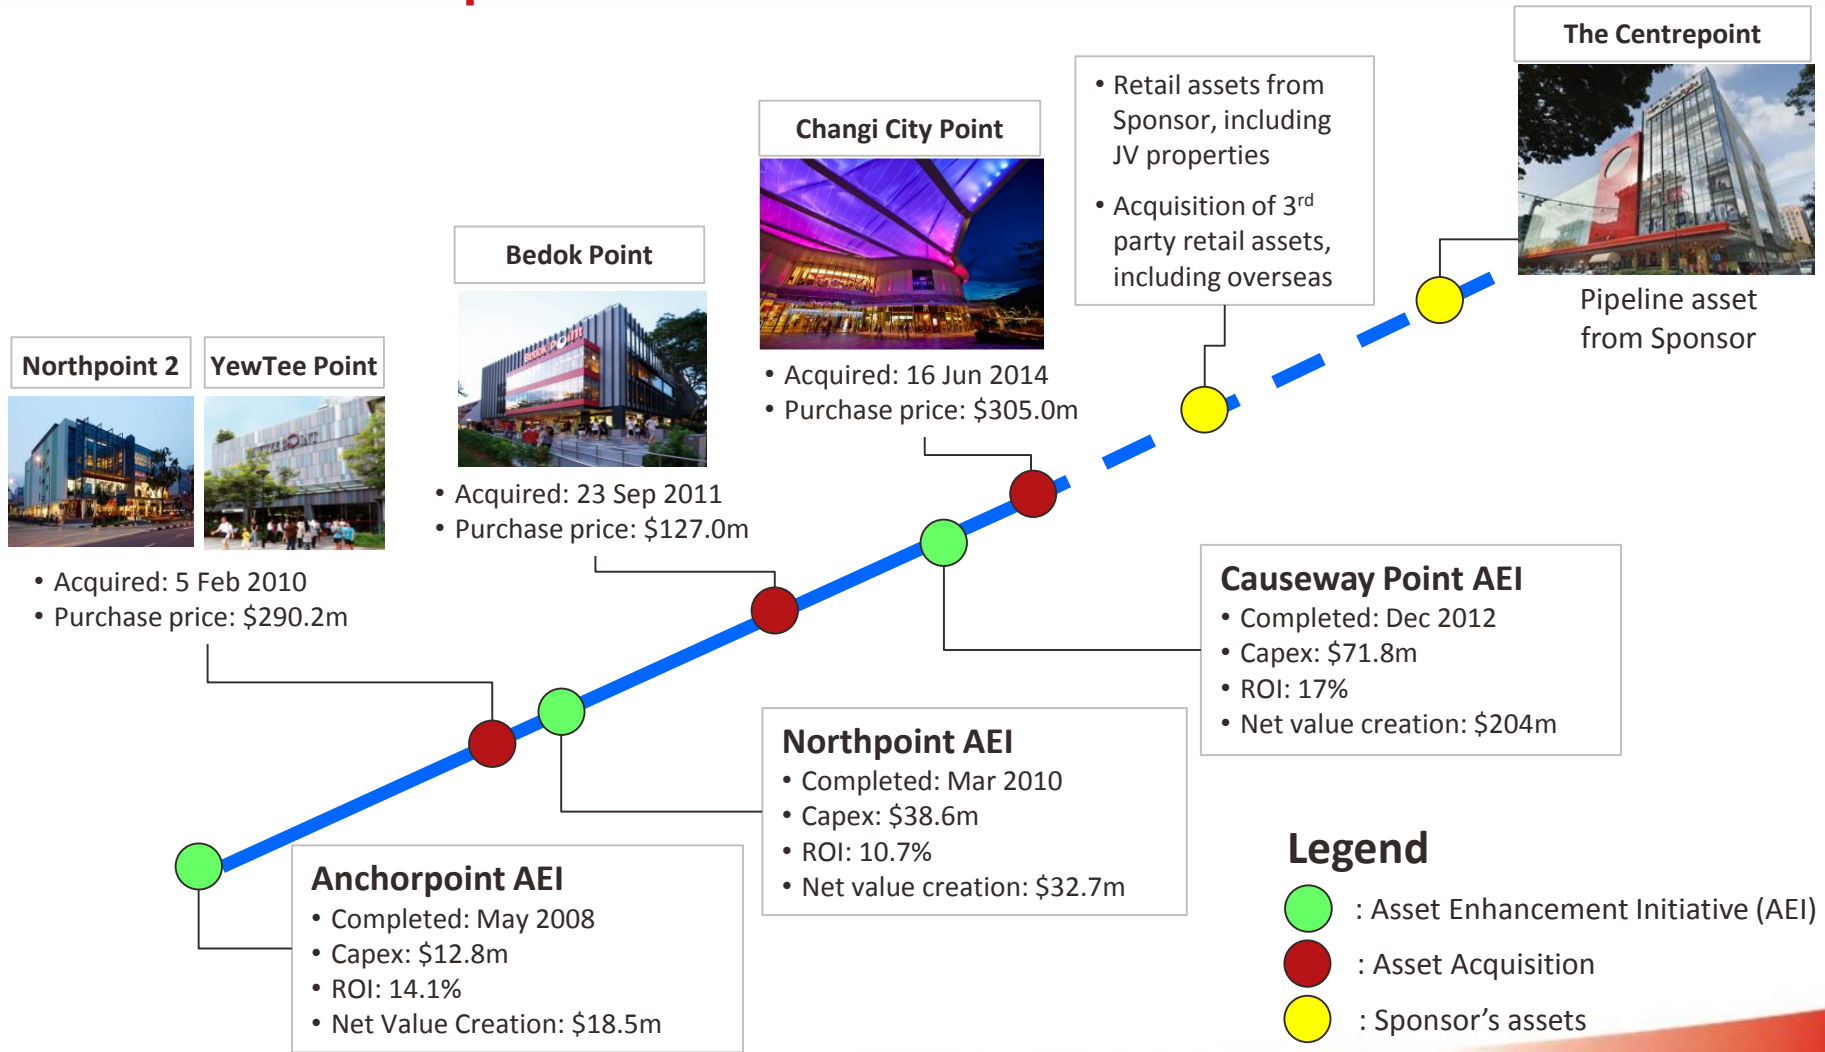 The Centrepoint
Pipeline asset
from Sponsor
• Retail assets from
Sponsor, including
JV properties
• Acquisition of 3rd
party retail assets,
including overseas
Changi City Point
• Acquired: 16 Jun 2014
• Purchase price: $305.0m
Bedok Point
BEDOK POINT
• Acquired: 23 Sep 2011
• Purchase price: $127.0m
Northpoint 2
YewTee Point
• Acquired: 5 Feb 2010
• Purchase price: $290.2m
Causeway Point AEI
• Completed: Dec 2012
• Capex: $71.8m
• ROI: 17%
• Net value creation: $204m
Northpoint AEI
• Completed: Mar 2010
• Capex: $38.6m
• ROI: 10.7%
• Net value creation: $32.7m
Anchorpoint AEI
• Completed: May 2008
• Capex: $12.8m
• ROI: 14.1%
• Net Value Creation: $18.5m
Legend
: Asset Enhancement Initiative (AEI)
: Asset Acquisition
: Sponsor’s assets